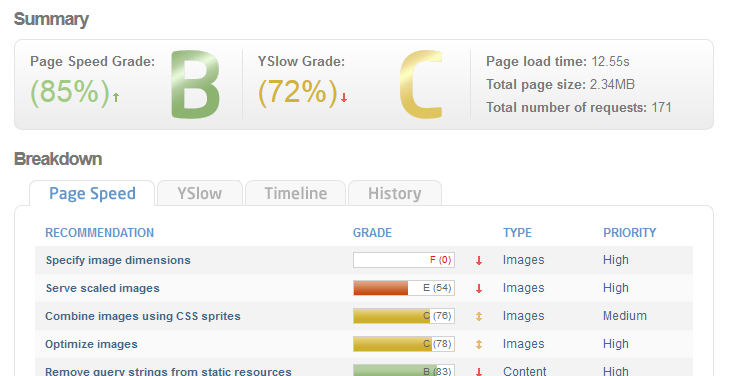 Summary
Page Speed Grade:
(85%)
B
YSlow Grade:
(72%)
C
Page load time: 12.55s
Total page size: 2.34MB
Total number of requests: 171
Breakdown
Page Speed YSlow Timeline History
RECOMMENDATION GRADE TYPE PRIORITY
Specify image dimensions F (0) Images High
Serve scaled images E (54) Images High
Combine images using CSS sprites C (76) Images Medium
Optimize images C (78) Images High
Remove query strings from static resources B (83) Content High